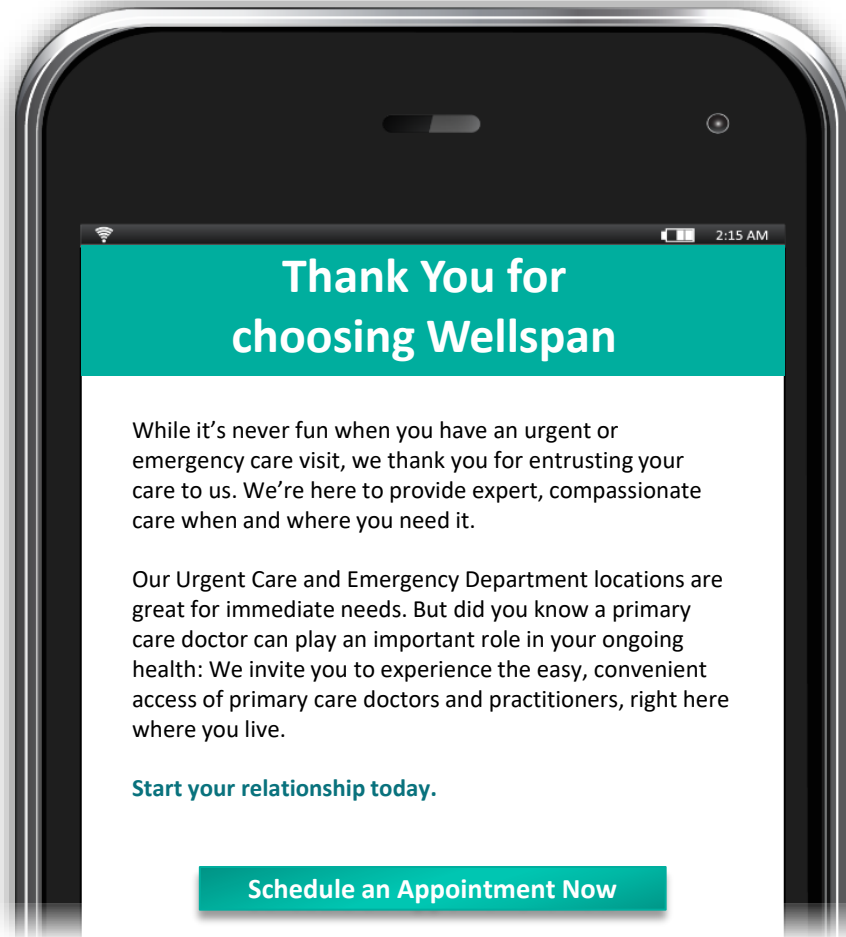 2:15 AM
Thank You for
choosing Wellspan
While it's never fun when you have an urgent or
emergency care visit, we thank you for entrusting your
care to us. We're here to provide expert, compassionate
care when and where you need it.
Our Urgent Care and Emergency Department locations are
great for immediate needs. But did you know a primary
care doctor can play an important role in your ongoing
health: We invite you to experience the easy, convenient
access of primary care doctors and practitioners, right here
where you live.
Start your relationship today.
Schedule an Appointment Now